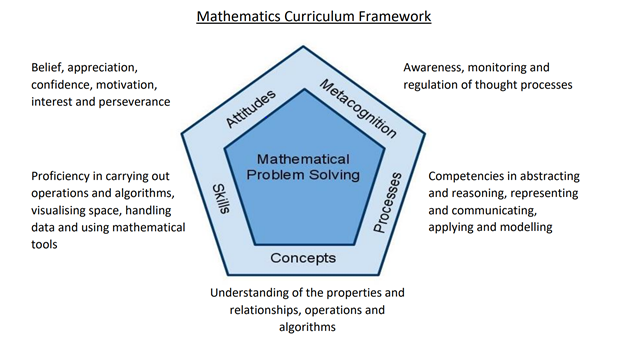 Mathematics Curriculum Framework
Belief, appreciation,
confidence, motivation,
interest and perseverance
Awareness, monitoring and
regulation of thought processes
Attitudes
Metacognition
Mathematical
Problem Solving
Skills
Processes
Concepts
Proficiency in carrying out
operations and algorithms,
visualising space, handling
data and using mathematical
tools
Competencies in abstracting
and reasoning, representing
and communicating,
applying and modelling
Understanding of the properties and
relationships, operations and
algorithms